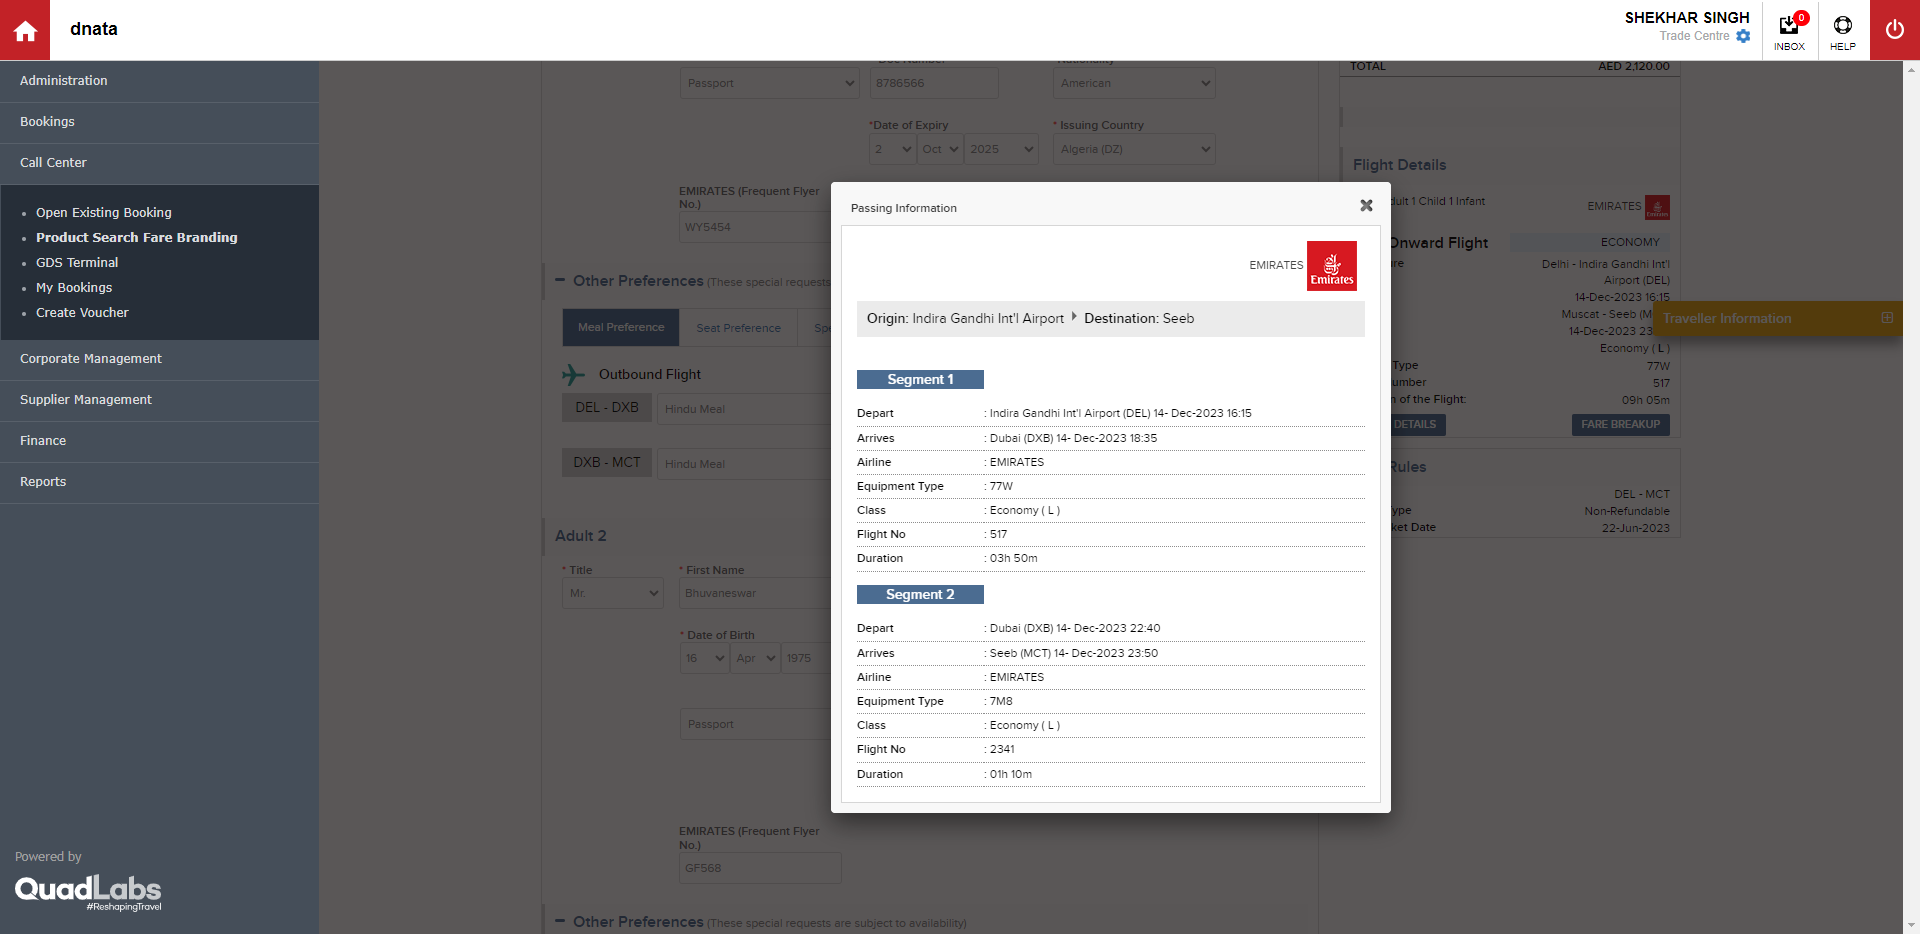 dnata
SHEKHAR SINGH
Trade Centre
0
INBOX
HELP
Administration
Bookings
Call Center
Open Existing Booking
Product Search Fare Branding
GDS Terminal
My Bookings
Create Voucher
Corporate Management
Supplier Management
Finance
Reports
Powered by
QuadLabs
#ReshapingTravel
Passport
8786566
Nationality
American
*Date of Expiry
* Issuing Country
2 Oct 2025
Algeria (DZ)
EMIRATES (Frequent Flyer
No.)
WY5454
Other Preferences (These special requests
Meal Preference
Seat Preference
Outbound Flight
DEL - DXB
Hindu Meal
DXB - MCT
Hindu Meal
Adult 2
* Title
* First Name
Mr.
Bhuvaneswar
* Date of Birth
16 Apr 1975
Passport
EMIRATES (Frequent Flyer
No.)
GF568
Other Preferences (These special requests are subject to availability)
Passing Information
EMIRATES
Emirates
Origin: Indira Gandhi Int'l Airport Destination: Seeb
Segment 1
Depart : Indira Gandhi Int'l Airport (DEL) 14- Dec-2023 16:15
Arrives : Dubai (DXB) 14- Dec-2023 18:35
Airline : EMIRATES
Equipment Type : 77W
Class : Economy ( L )
Flight No : 517
Duration : 03h 50m
Segment 2
Depart : Dubai (DXB) 14- Dec-2023 22:40
Arrives : Seeb (MCT) 14- Dec-2023 23:50
Airline : EMIRATES
Equipment Type : 7M8
Class : Economy ( L )
Flight No : 2341
Duration : 01h 10m
TOTAL AED 2,120.00
Flight Details
1 Child 1 Infant
EMIRATES
Emirates
Onward Flight
ECONOMY
Delhi - Indira Gandhi Int'l
Airport (DEL)
14-Dec-2023 16:15
Muscat - Seeb
14-Dec-2023
Economy ( L )
Type 77W
517
of the Flight: 09h 05m
DETAILS
FARE BREAKUP
Traveller Information
Rules
DEL - MCT
Non-Refundable
Date 22-Jun-2023